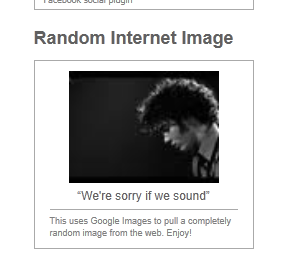 Facebook social plugin
Random Internet Image
“We're sorry if we sound”
This uses Google Images to pull a completely
random image from the web. Enjoy!